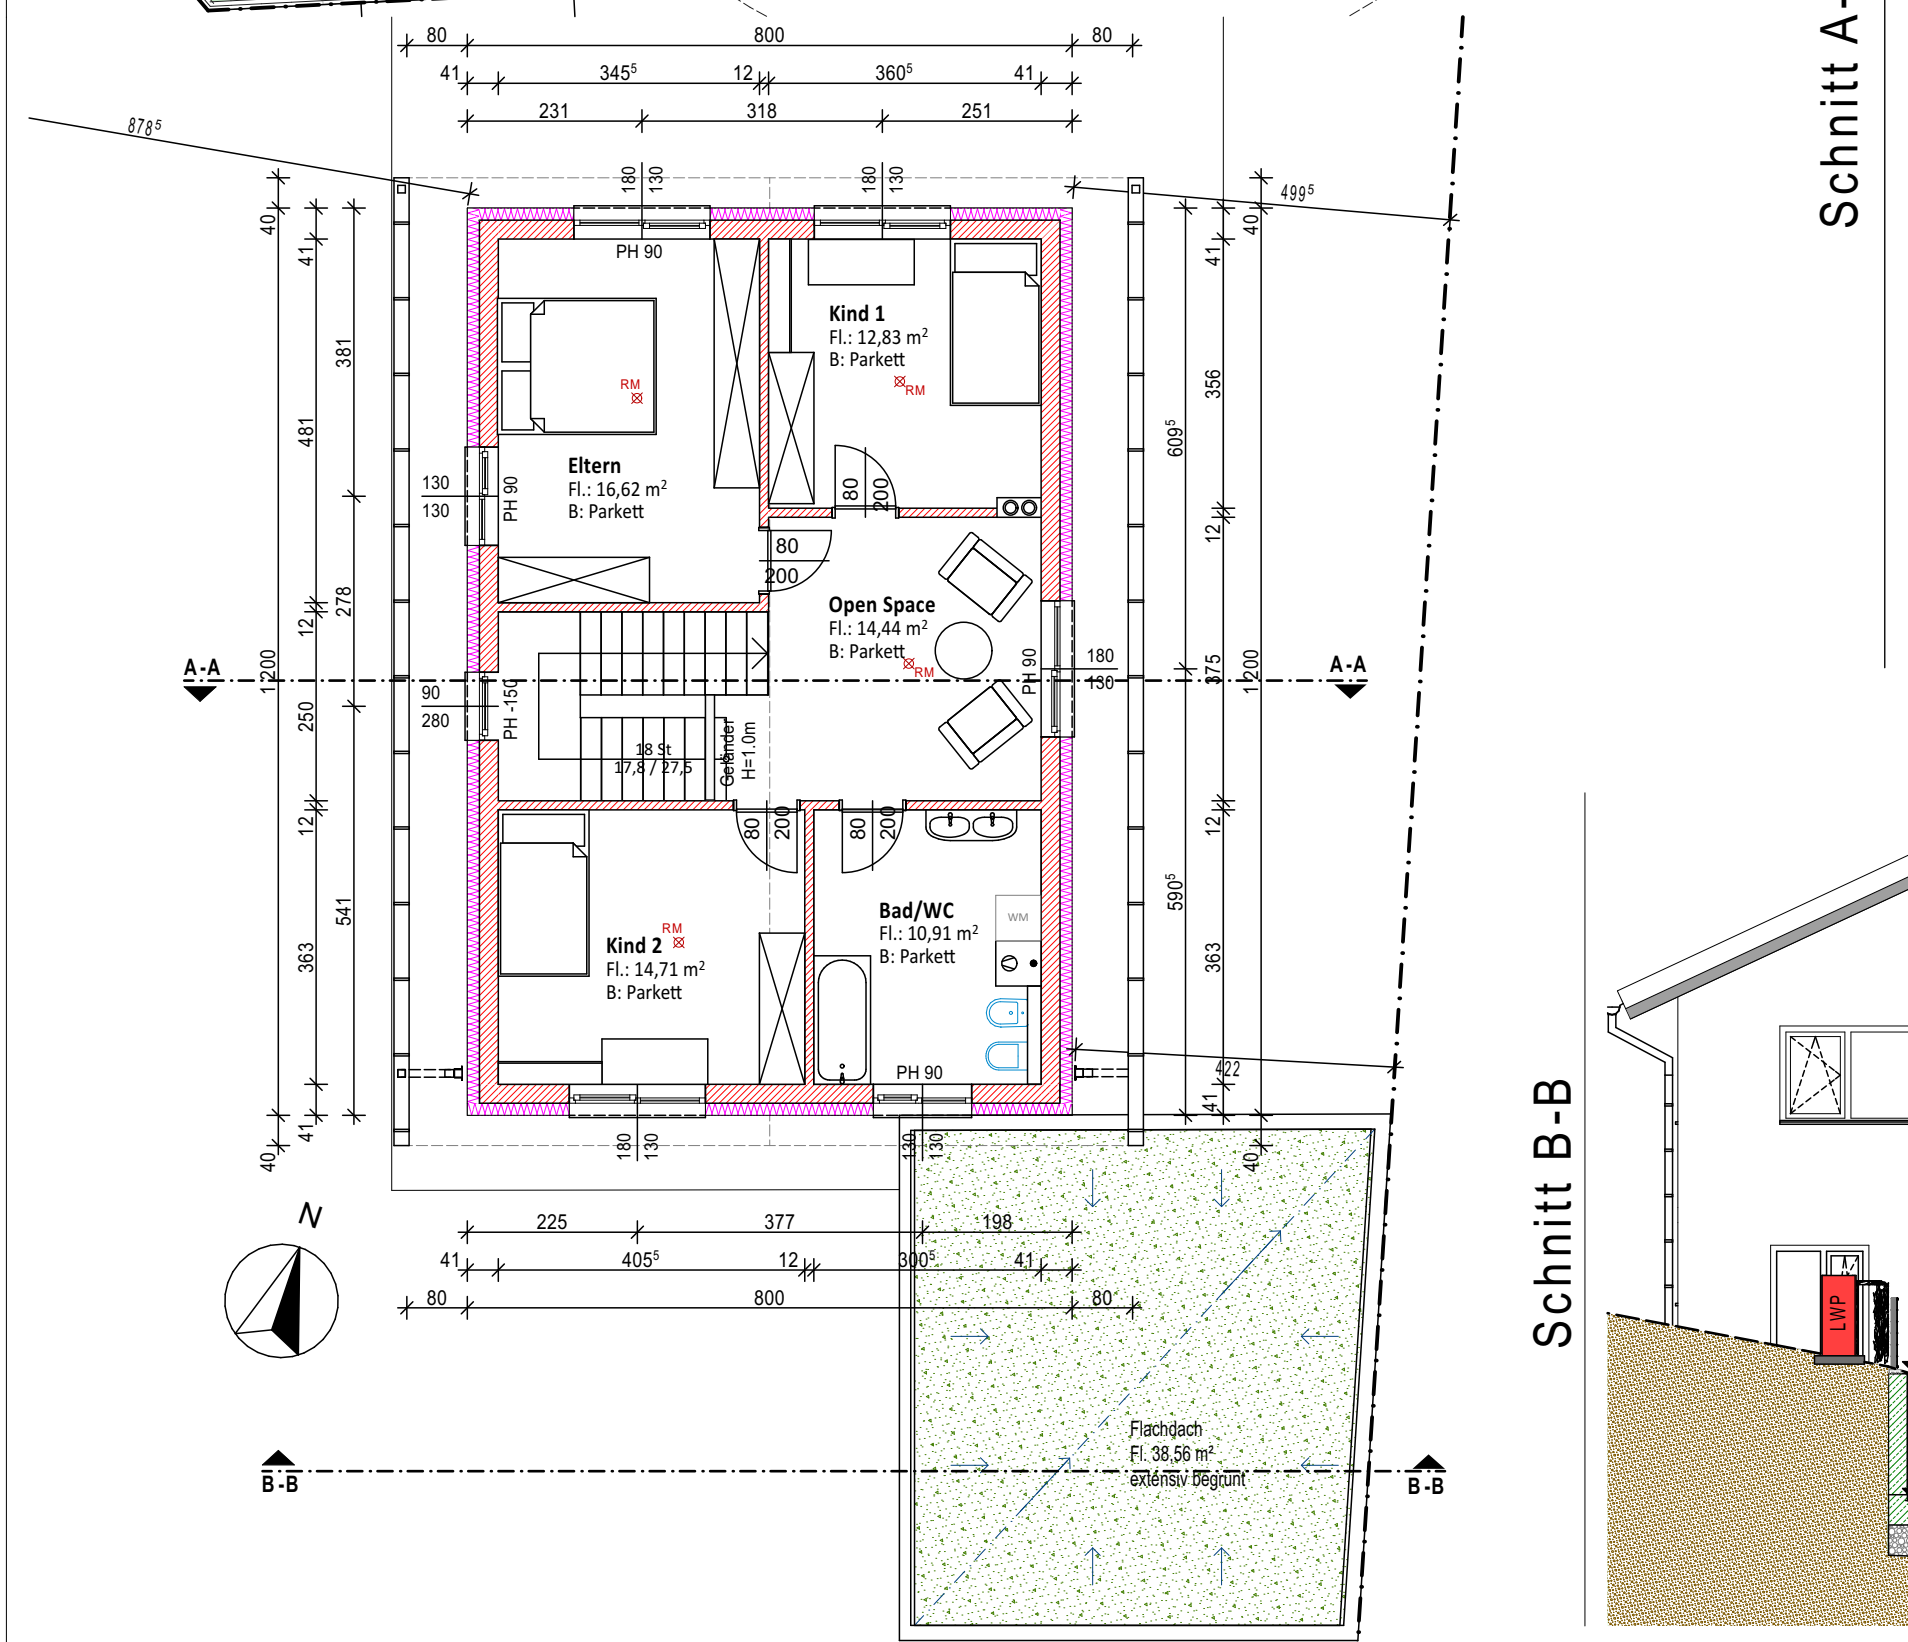 80 800 80
41 345⁵ 12 360⁵ 41
231 318 251
878⁵
499⁵
180 130
180 130
40
41
481
12
250
12
363
41
40
1 200
381
278
541
PH 90
Kind 1
Fl.: 12,83 m²
B: Parkett
RM
RM
Eltern
Fl.: 16,62 m²
B: Parkett
130
130
PH 90
80
200
80
200
Open Space
Fl.: 14,44 m²
B: Parkett
RM
PH 90
180
130
A-A
A-A
90
280
PH -150
18 St
17,8 / 27,5
Geländer
H=1.0m
80
200
80
200
Kind 2
RM
Fl.: 14,71 m²
B: Parkett
Bad/WC
Fl.: 10,91 m²
B: Parkett
WM
PH 90
180 130
130 130
609⁵
590⁵
41
356
12
375
12
363
41
40
1 200
40
422
N
225 377 198
41 405⁵ 12 300⁵ 41
80 800 80
Flachdach
Fl. 38,56 m²
extensiv begrünt
B-B
B-B
Schnitt A-
Schnitt B-B
LWP